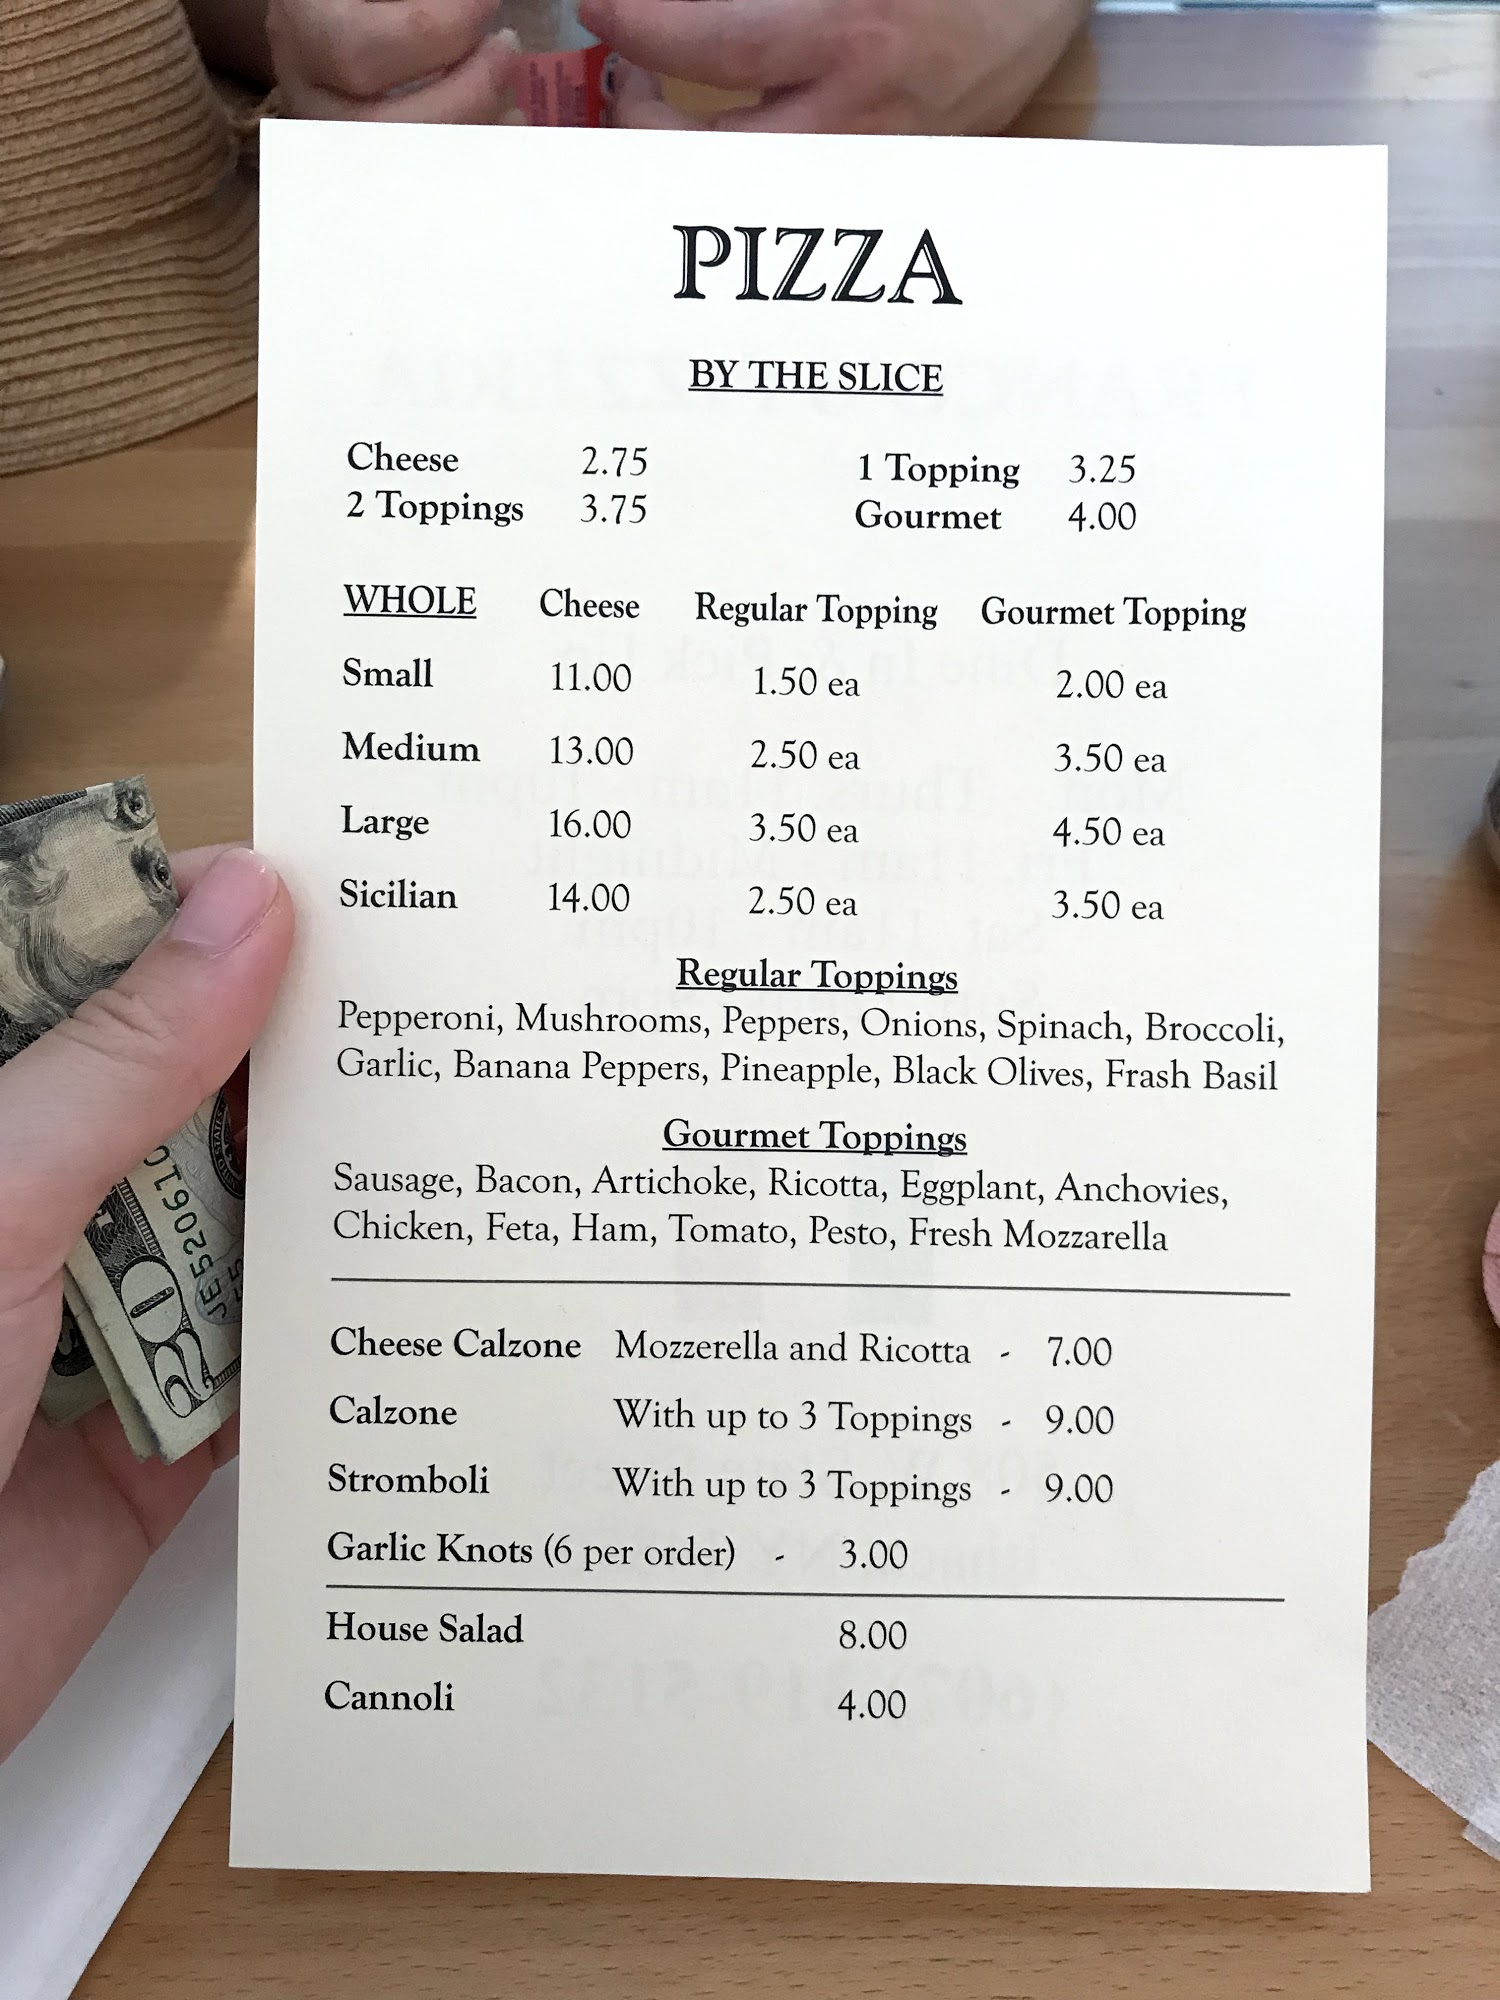 PIZZA
BY THE SLICE
Cheese 2.75 1 Topping 3.25
2 Toppings 3.75 Gourmet 4.00
WHOLE Cheese Regular Topping Gourmet Topping
Small 11.00 1.50 ea 2.00 ea
Medium 13.00 2.50 ea 3.50 ea
Large 16.00 3.50 ea 4.50 ea
Sicilian 14.00 2.50 ea 3.50 ea
Regular Toppings
Pepperoni, Mushrooms, Peppers, Onions, Spinach, Broccoli,
Garlic, Banana Peppers, Pineapple, Black Olives, Frash Basil
Gourmet Toppings
Sausage, Bacon, Artichoke, Ricotta, Eggplant, Anchovies,
Chicken, Feta, Ham, Tomato, Pesto, Fresh Mozzarella
Cheese Calzone Mozzerella and Ricotta - 7.00
Calzone With up to 3 Toppings - 9.00
Stromboli With up to 3 Toppings - 9.00
Garlic Knots (6 per order) - 3.00
House Salad 8.00
Cannoli 4.00
20